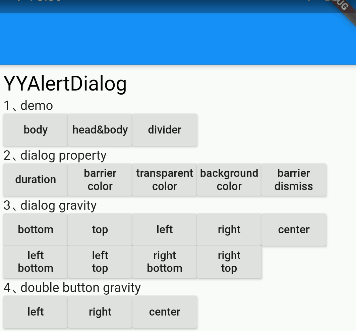 YYAlertDialog
1、demo
body head&body divider
2、dialog property
duration barrier color transparent color background color barrier dismiss
3、dialog gravity
bottom top left right center
left bottom left top right bottom right top
4、double button gravity
left right center